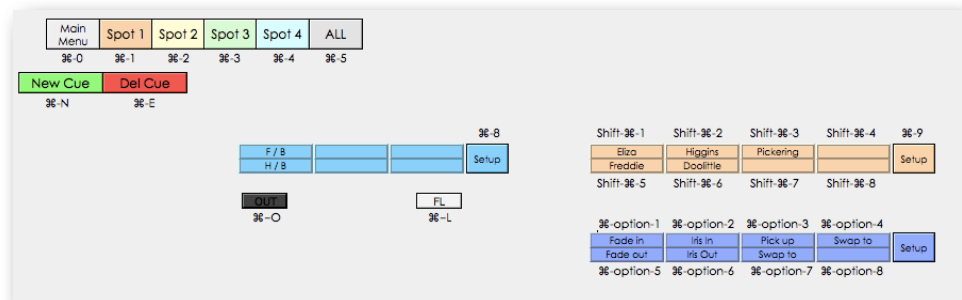 Main Menu Spot 1 Spot 2 Spot 3 Spot 4 ALL
⌘-0 ⌘-1 ⌘-2 ⌘-3 ⌘-4 ⌘-5
New Cue Del Cue
⌘-N ⌘-E
⌘-8 Shift-⌘-1 Shift-⌘-2 Shift-⌘-3 Shift-⌘-4 ⌘-9
F / B Setup Eliza Higgins Pickering Setup
H / B Freddie Doolittle
Shift-⌘-5 Shift-⌘-6 Shift-⌘-7 Shift-⌘-8
OUT FL
⌘-O ⌘-L
⌘-option-1 ⌘-option-2 ⌘-option-3 ⌘-option-4
Fade in Iris In Pick up Swap to Setup
Fade out Iris Out Swap to
⌘-option-5 ⌘-option-6 ⌘-option-7 ⌘-option-8